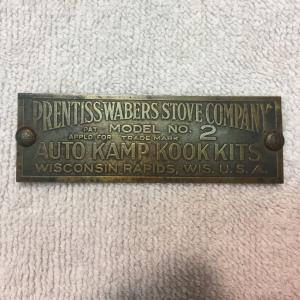 PRENTISS-WABERS STOVE COMPANY
PAT. APPLD. FOR MODEL NO. 2
TRADE MARK
AUTO KAMP KOOK KITS
WISCONSIN RAPIDS, WIS. U.S.A.